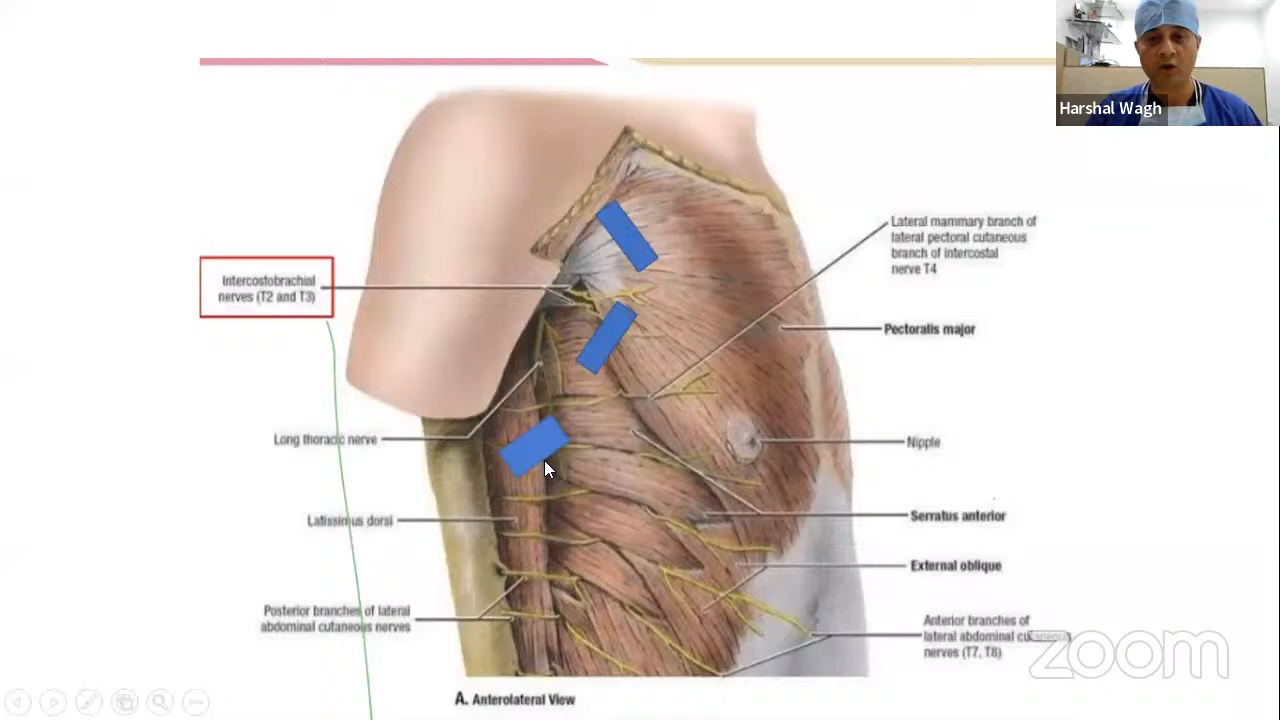 Harshal Wagh
Lateral mammary branch of
lateral pectoral cutaneous
branch of intercostal
nerve T4
Intercostobrachial
nerves (T2 and T3)
Pectoralis major
Long thoracic nerve
Nipple
Latissimus dorsi
Serratus anterior
External oblique
Posterior branches of lateral
abdominal cutaneous nerves
Anterior branches of
lateral abdominal cutaneous
nerves (T7, T8)
zoom
A. Anterolateral View